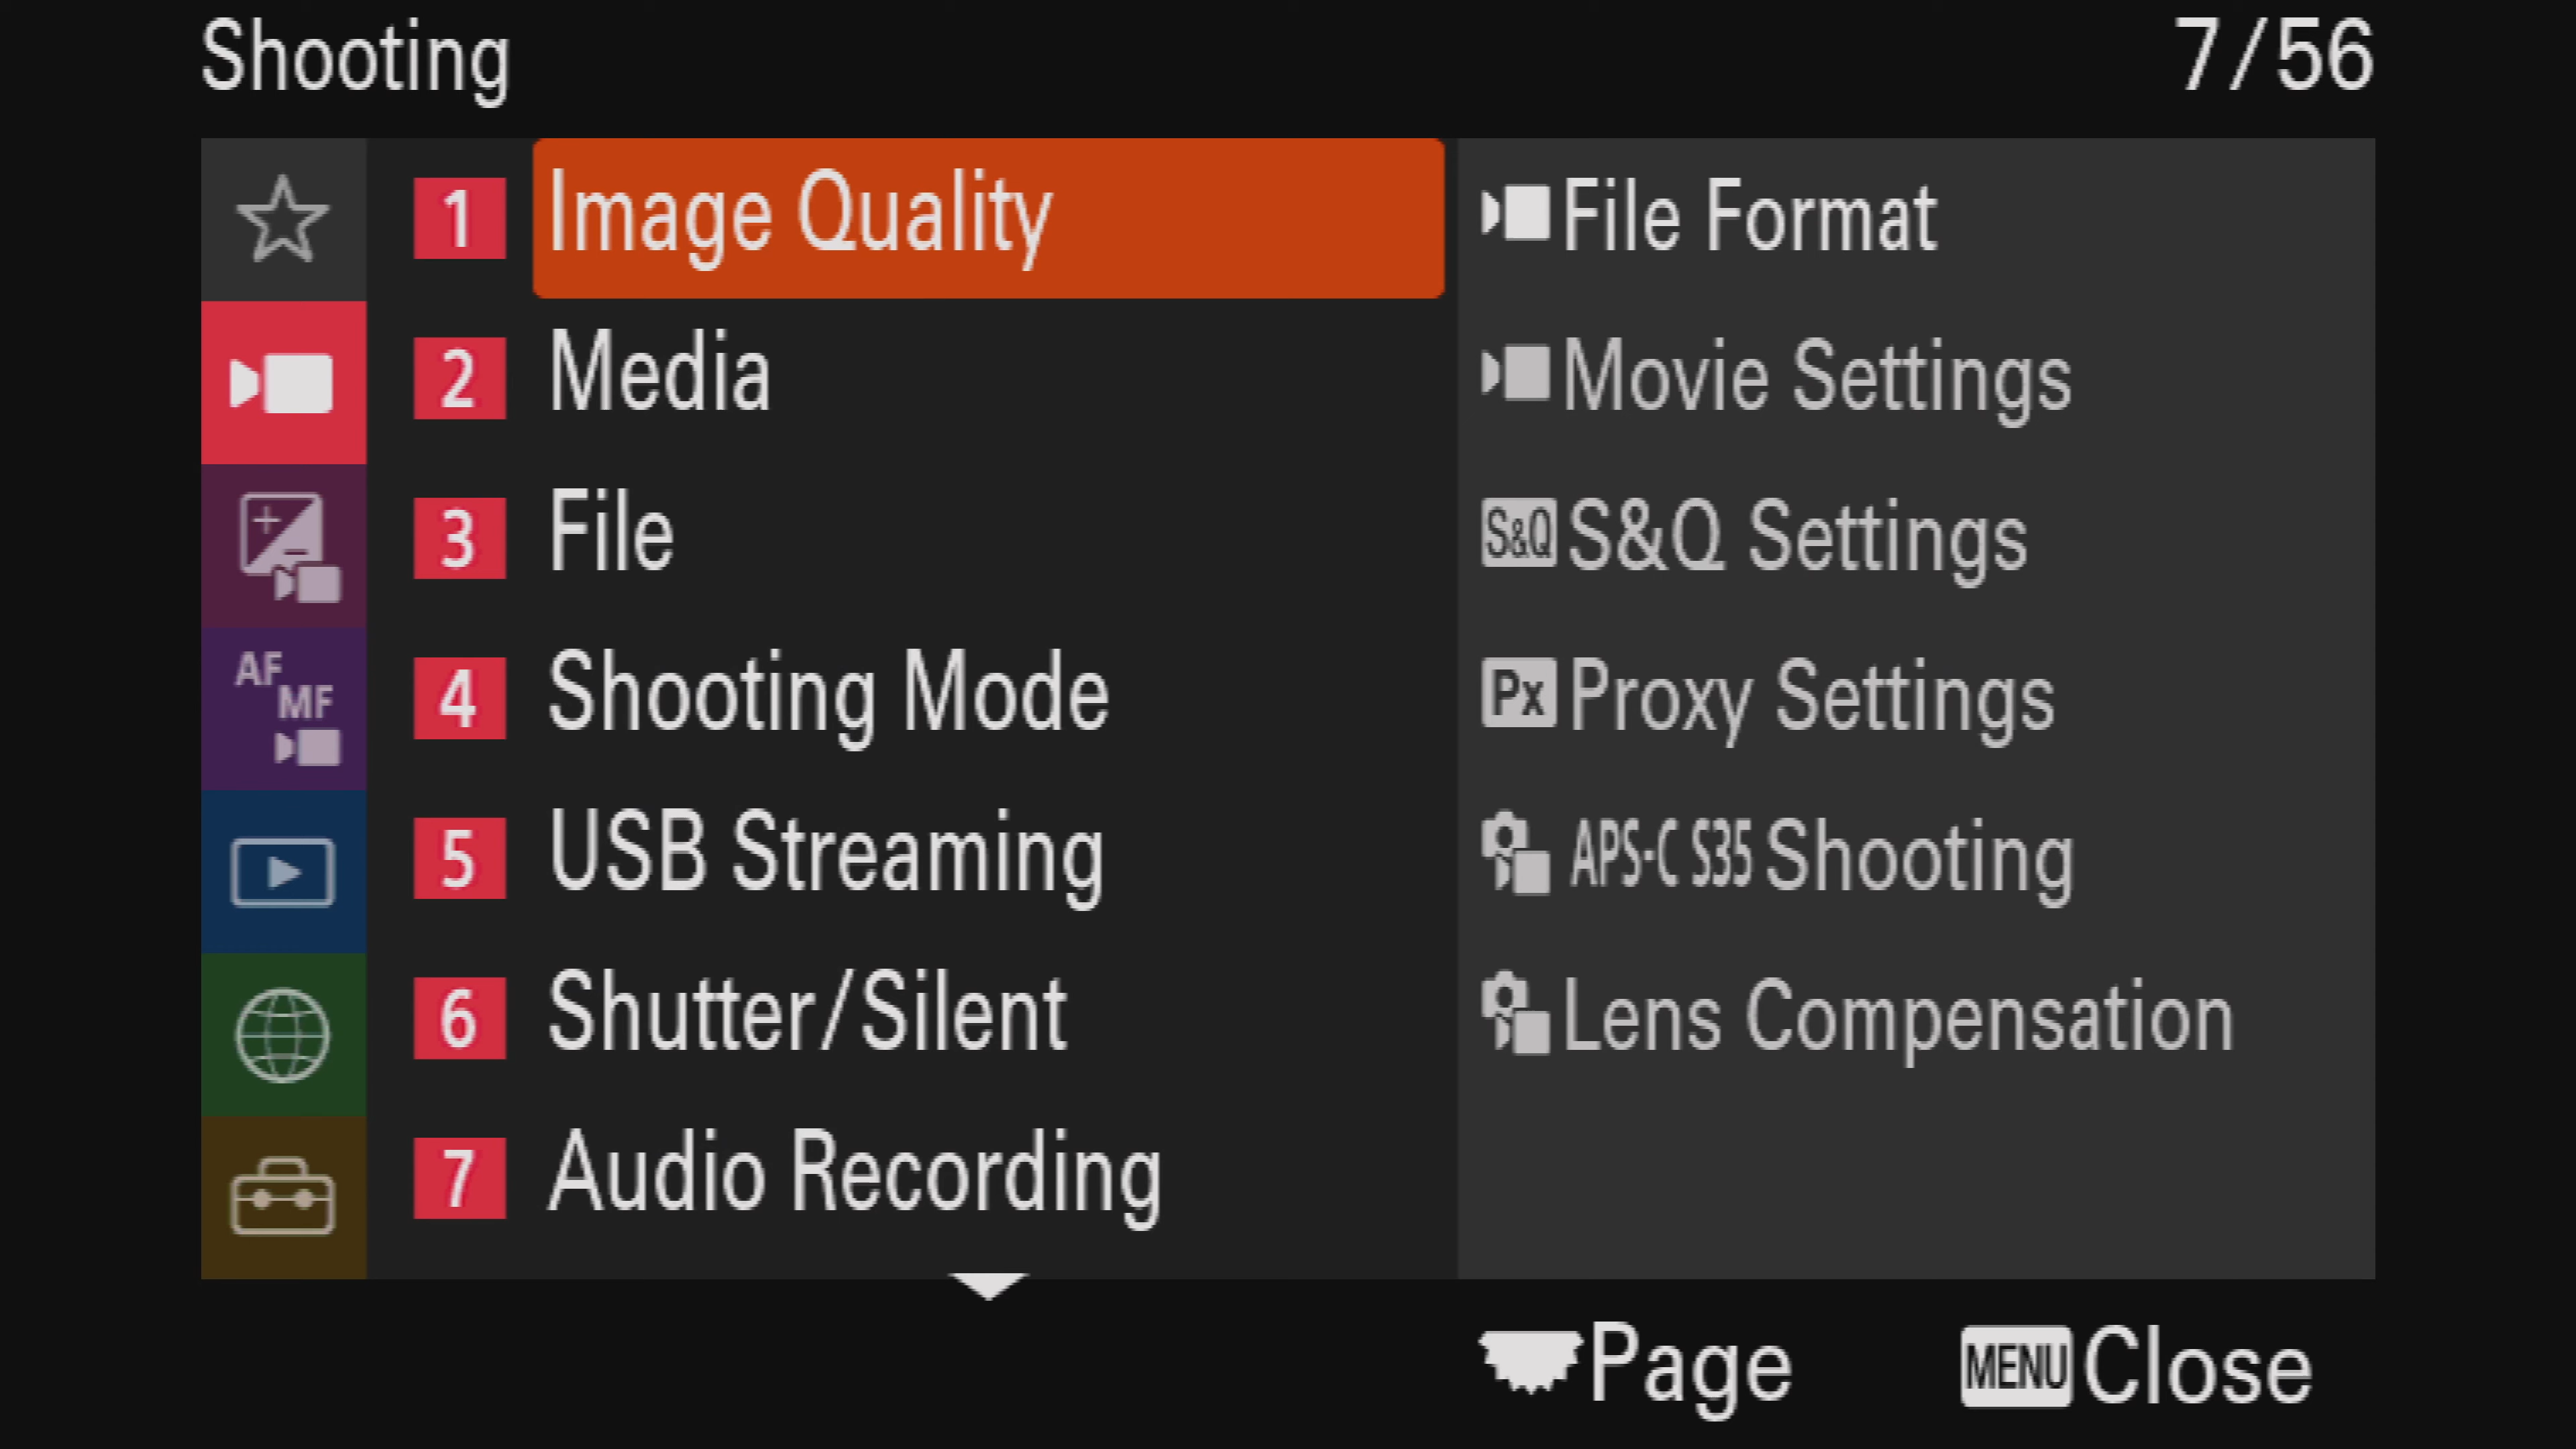 Shooting 7/56
1 Image Quality
2 Media
3 File
4 Shooting Mode
5 USB Streaming
6 Shutter/Silent
7 Audio Recording
AF
MF
File Format
Movie Settings
S&Q S&Q Settings
Px Proxy Settings
APS-C S35 Shooting
Lens Compensation
Page MENU Close